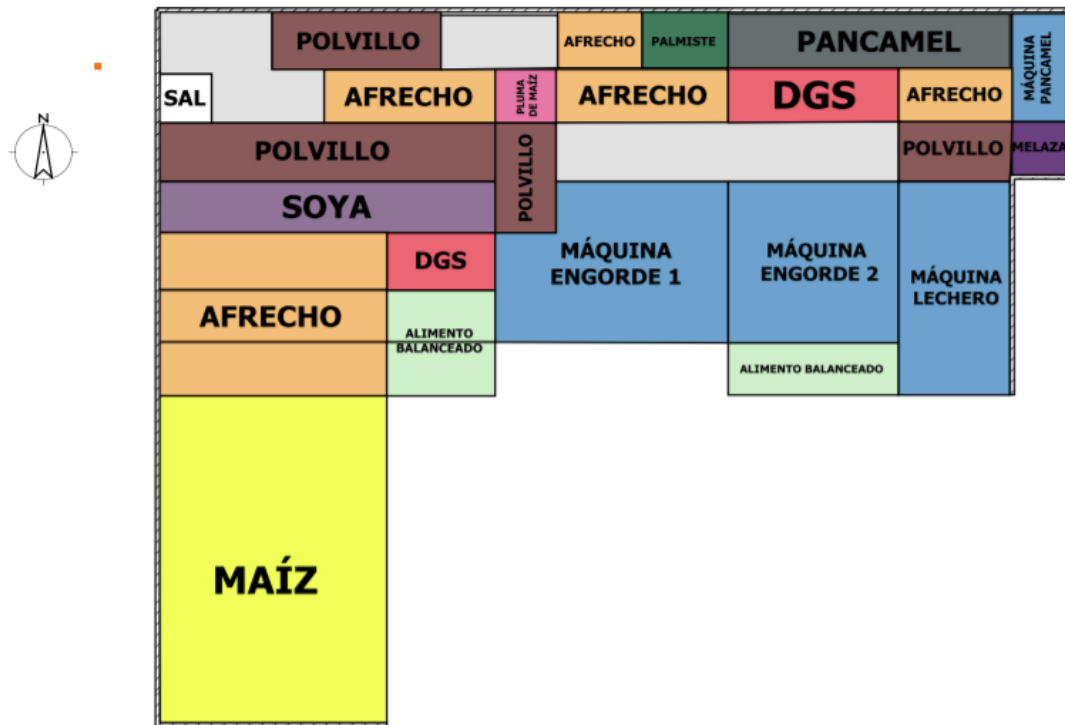 POLVILLO
AFRECHO
PALMISTE
PANCAMEL
MÁQUINA
PANCAMEL
SAL
AFRECHO
PLUMA
DE MAÍZ
AFRECHO
DGS
AFRECHO
N
POLVILLO
POLVILLO
POLVILLO
MELAZA
SOYA
MÁQUINA
ENGORDE 1
MÁQUINA
ENGORDE 2
MÁQUINA
LECHERO
DGS
AFRECHO
ALIMENTO
BALANCEADO
ALIMENTO BALANCEADO
MAÍZ